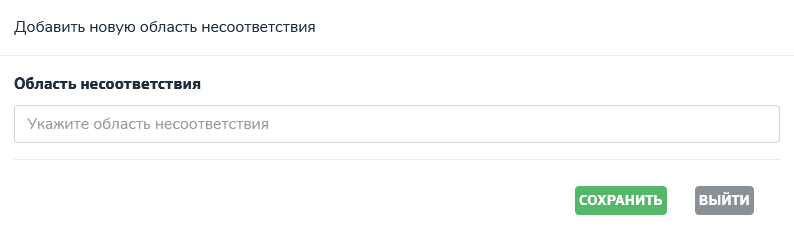 Добавить новую область несоответствия
Область несоответствия
Укажите область несоответствия
СОХРАНИТЬ ВЫЙТИ